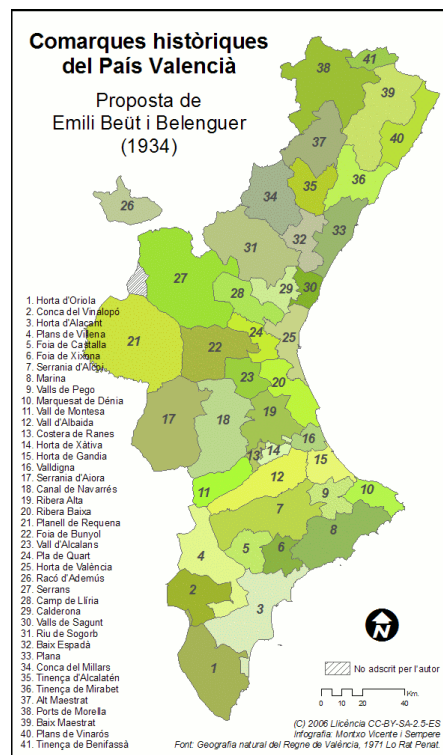 Comarques històriques
del País Valencià
Proposta de
Emili Beüt i Belenguer
(1934)
41
38
39
40
37
36
35
34
33
32
31
26
27
30
29
28
25
24
21
22
23
20
19
17
18
16
15
14
13
12
11
10
9
8
7
6
5
4
3
2
1
1. Horta d'Oriola
2. Conca del Vinalopó
3. Horta d'Alacant
4. Plans de Villena
5. Foia de Castalla
6. Foia de Xixona
7. Serrania d'Alcoi
8. Marina
9. Valls de Pego
10. Marquesat de Dénia
11. Vall de Montesa
12. Vall d'Albaida
13. Costera de Ranes
14. Horta de Xàtiva
15. Horta de Gandia
16. Valldigna
17. Serrania d'Aiora
18. Canal de Navarrés
19. Ribera Alta
20. Ribera Baixa
21. Planell de Requena
22. Foia de Bunyol
23. Vall d'Alcalans
24. Pla de Quart
25. Horta de València
26. Racó d'Ademús
27. Serrans
28. Camp de Llíria
29. Calderona
30. Valls de Sagunt
31. Riu de Sogorb
32. Baix Espadà
33. Plana
34. Conca del Millars
35. Tinença d'Alcalatén
36. Tinença de Mirabet
37. Alt Maestrat
38. Ports de Morella
39. Baix Maestrat
40. Plans de Vinaròs
41. Tinença de Benifassà
N
No adscrit per l'autor
10 5 0 10
Km.
(C) 2006 Llicència CC-BY-SA-2.5-ES
Infografia: Montxo Vicente i Sempere
Font: Geografia natural del Regne de València, 1971 Lo Rat Penat